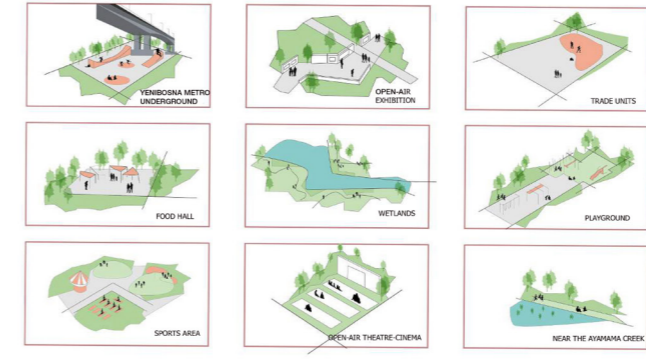 YENIBOSNA METRO
UNDERGROUND
OPEN-AIR
EXHIBITION
TRADE UNITS
FOOD HALL
WETLANDS
PLAYGROUND
SPORTS AREA
OPEN-AIR THEATRE-CINEMA
NEAR THE AYAMAMA CREEK